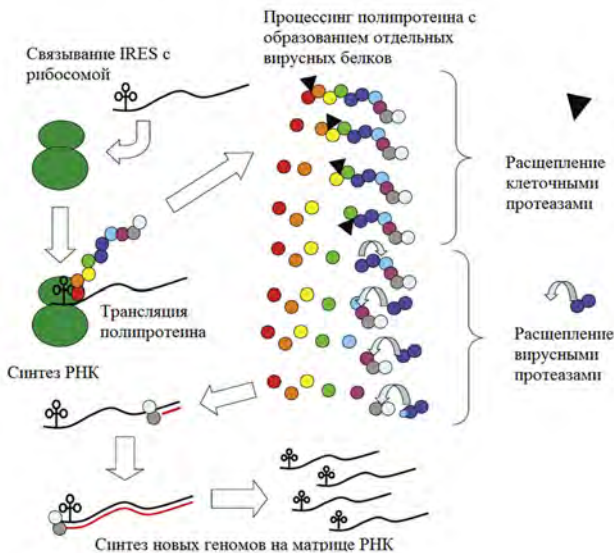 Связывание IRES с
рибосомой
Процессинг полипротеина с
образованием отдельных
вирусных белков
Расщепление
клеточными
протеазами
Трансляция
полипротеина
Расщепление
вирусными
протеазами
Синтез РНК
Синтез новых геномов на матрице РНК